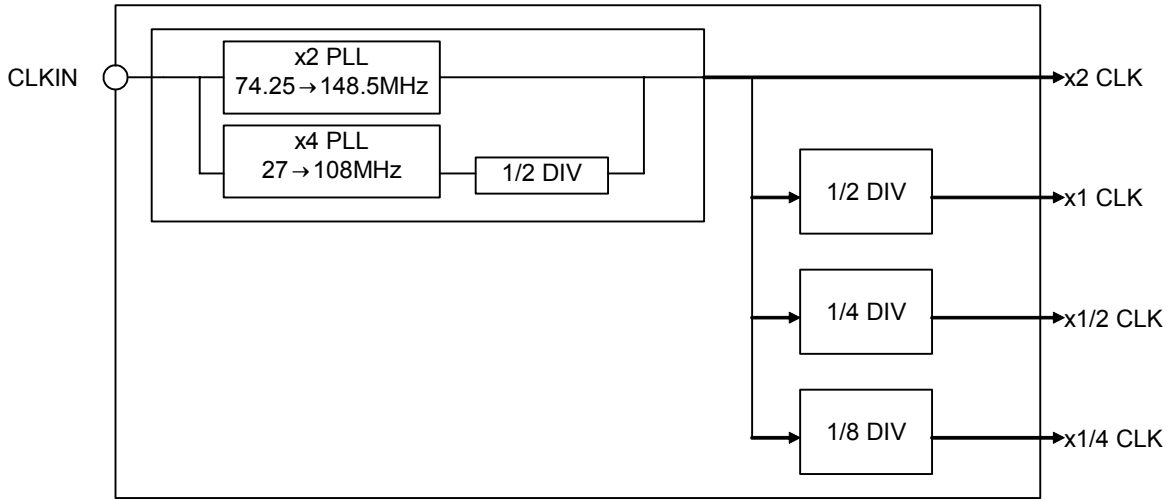 x2 PLL
74.25→148.5MHz
CLKIN
x2 CLK
x4 PLL
27→108MHz
1/2 DIV
1/2 DIV
x1 CLK
1/4 DIV
x1/2 CLK
1/8 DIV
x1/4 CLK